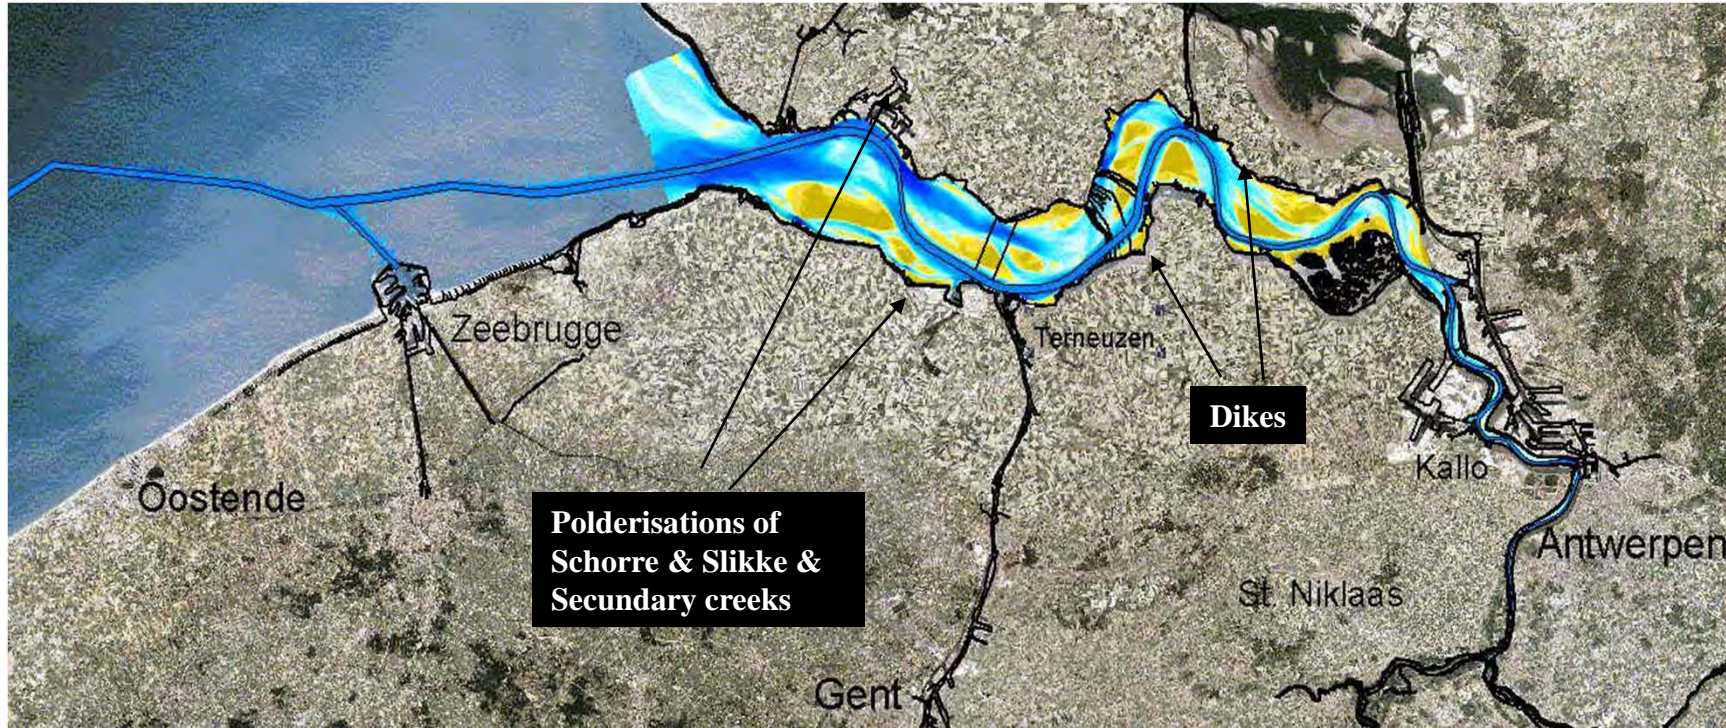 Zeebrugge
Terneuzen
Dikes
Kallo
Oostende
Polderisations of
Schorre & Slikke &
Secundary creeks
Antwerpen
St. Niklaas
Gent